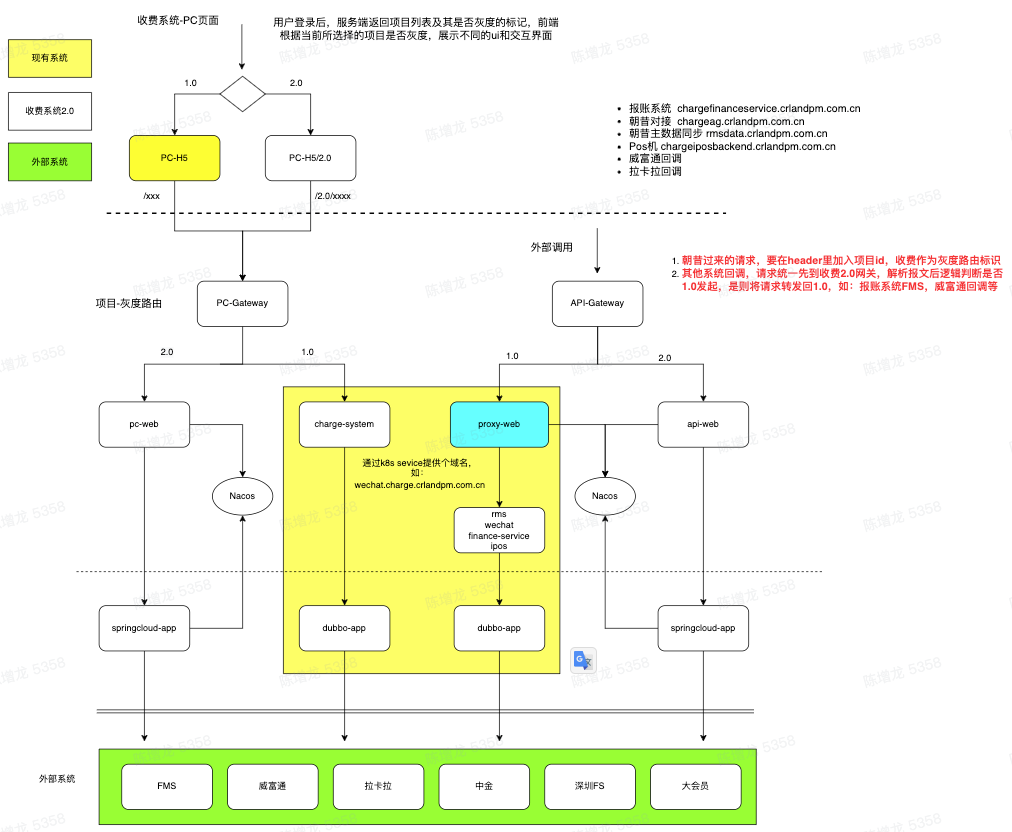 收费系统-PC页面
用户登录后，服务端返回项目列表及其是否灰度的标记，前端
根据当前所选择的项目是否灰度，展示不同的ui和交互界面
现有系统
收费系统2.0
外部系统
1.0
2.0
PC-H5
PC-H5/2.0
/xxx
/2.0/xxxx
• 报账系统 chargefinanceservice.crlandpm.com.cn
• 朝昔对接 chargeag.crlandpm.com.cn
• 朝昔主数据同步 rmsdata.crlandpm.com.cn
• Pos机 chargeiposbackend.crlandpm.com.cn
• 威富通回调
• 拉卡拉回调
外部调用
1. 朝昔过来的请求，要在header里加入项目id，收费作为灰度路由标识
2. 其他系统回调，请求统一先到收费2.0网关，解析报文后逻辑判断是否
1.0发起，是则将请求转发回1.0，如：报账系统FMS，威富通回调等
项目-灰度路由
PC-Gateway
API-Gateway
2.0
1.0
1.0
2.0
pc-web
charge-system
proxy-web
api-web
通过k8s sevice提供个域名，
如：
wechat.charge.crlandpm.com.cn
Nacos
Nacos
rms
wechat
finance-service
ipos
springcloud-app
dubbo-app
dubbo-app
springcloud-app
外部系统
FMS
威富通
拉卡拉
中金
深圳FS
大会员
陈增龙 5358